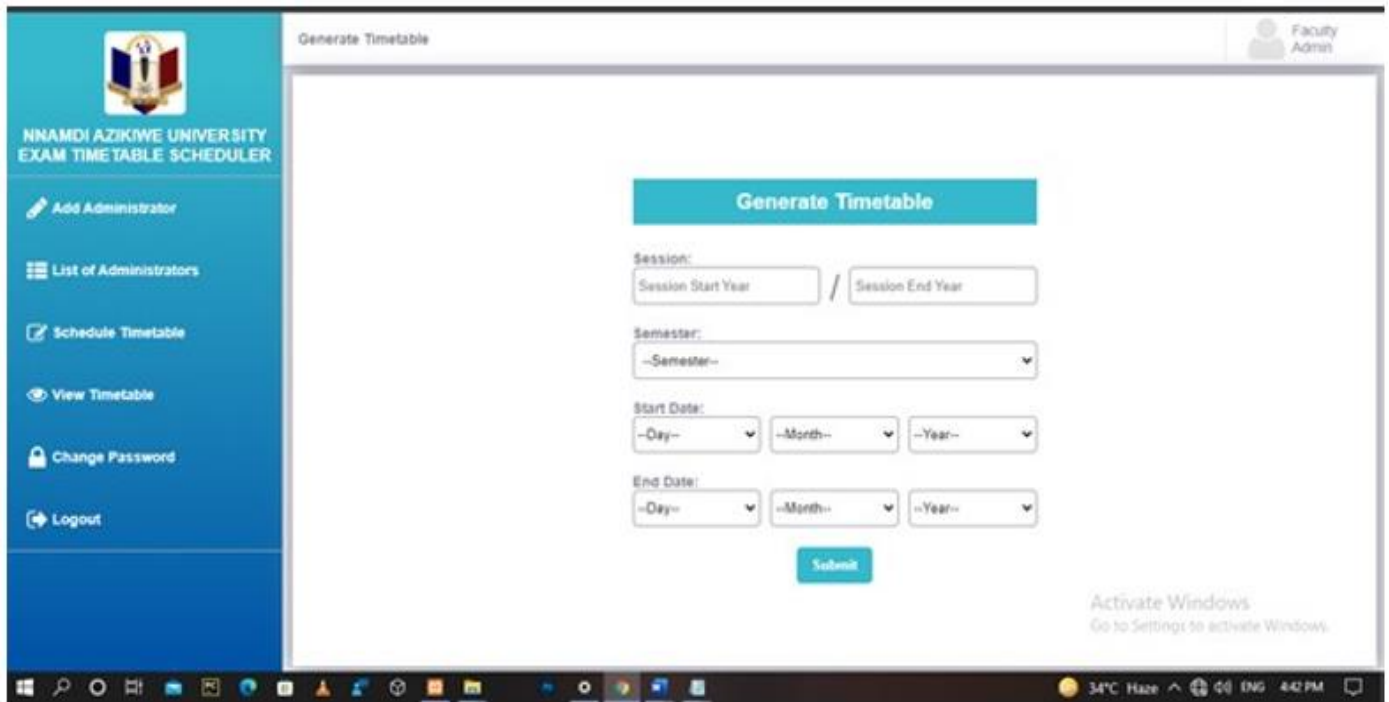 Generate Timetable
Faculty
Admin
NNAMDI AZIKIWE UNIVERSITY
EXAM TIMETABLE SCHEDULER
Add Administrator
List of Administrators
Schedule Timetable
View Timetable
Change Password
Logout
Generate Timetable
Session:
Session Start Year / Session End Year
Semester:
--Semester--
Start Date:
--Day-- --Month-- --Year--
End Date:
--Day-- --Month-- --Year--
Submit
Activate Windows
Go to Settings to activate Windows.
34°C Haze ENG 4:42 PM